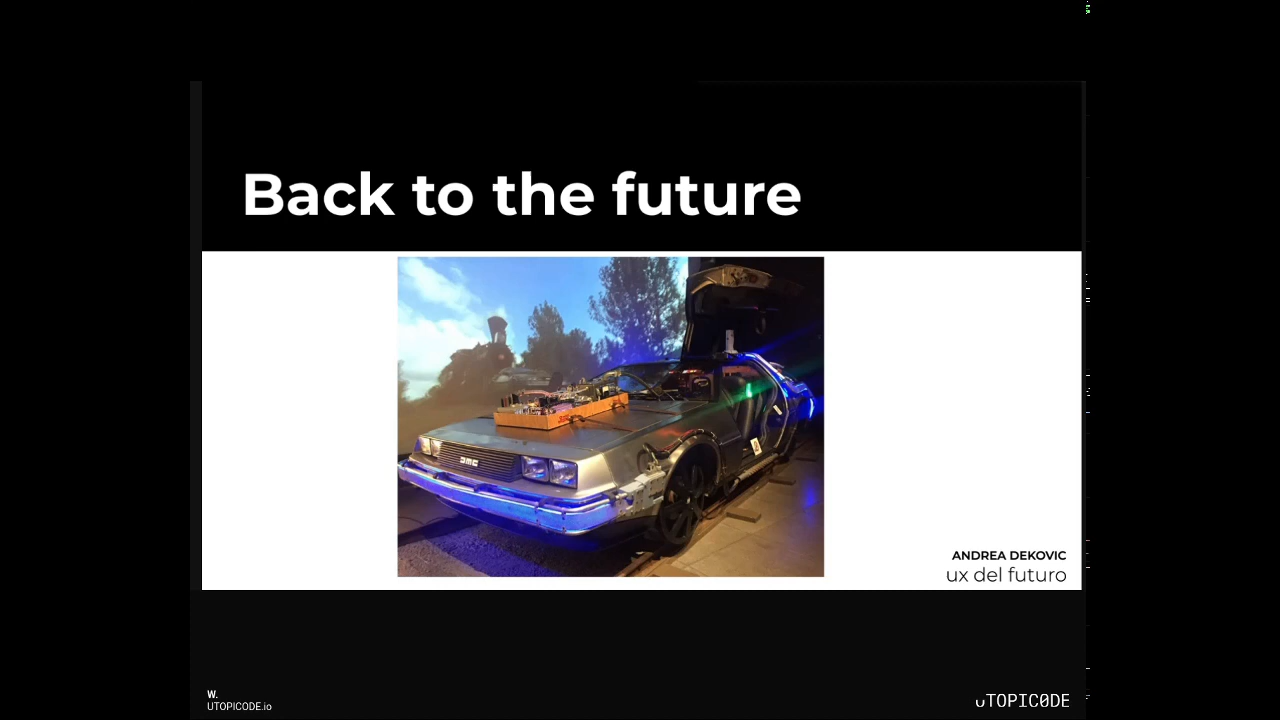 Back to the future
DMC
ANDREA DEKOVIC
ux del futuro
W.
UTOPICODE.io
uTOPIC0DE